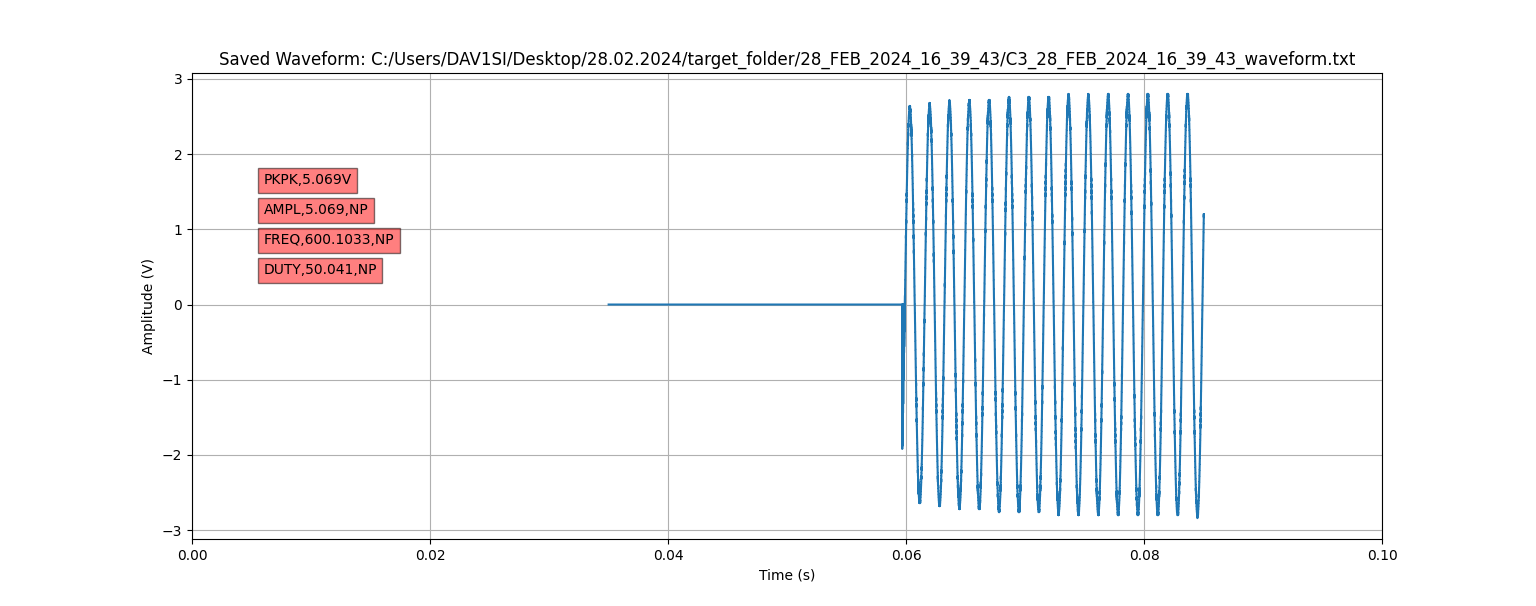 Saved Waveform: C:/Users/DAV1SI/Desktop/28.02.2024/target_folder/28_FEB_2024_16_39_43/C3_28_FEB_2024_16_39_43_waveform.txt
3
2
1
0
−1
−2
−3
Amplitude (V)
PKPK,5.069V
AMPL,5.069,NP
FREQ,600.1033,NP
DUTY,50.041,NP
0.00 0.02 0.04 0.06 0.08 0.10
Time (s)